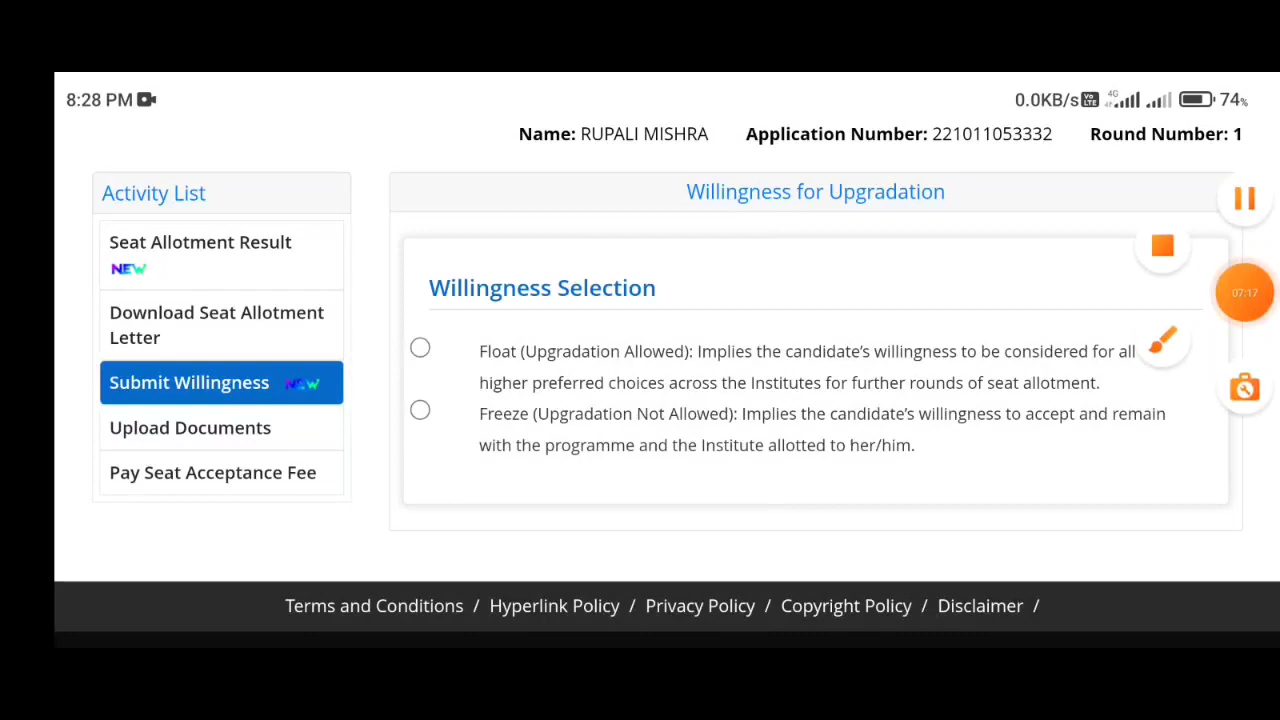 8:28 PM
0.0KB/s Vo LTE 4G 74%
Name: RUPALI MISHRA Application Number: 221011053332 Round Number: 1
Activity List
Willingness for Upgradation
Seat Allotment Result
NEW
Download Seat Allotment
Letter
Submit Willingness NEW
Upload Documents
Pay Seat Acceptance Fee
Willingness Selection
Float (Upgradation Allowed): Implies the candidate's willingness to be considered for all
higher preferred choices across the Institutes for further rounds of seat allotment.
Freeze (Upgradation Not Allowed): Implies the candidate's willingness to accept and remain
with the programme and the Institute allotted to her/him.
07:17
Terms and Conditions / Hyperlink Policy / Privacy Policy / Copyright Policy / Disclaimer /